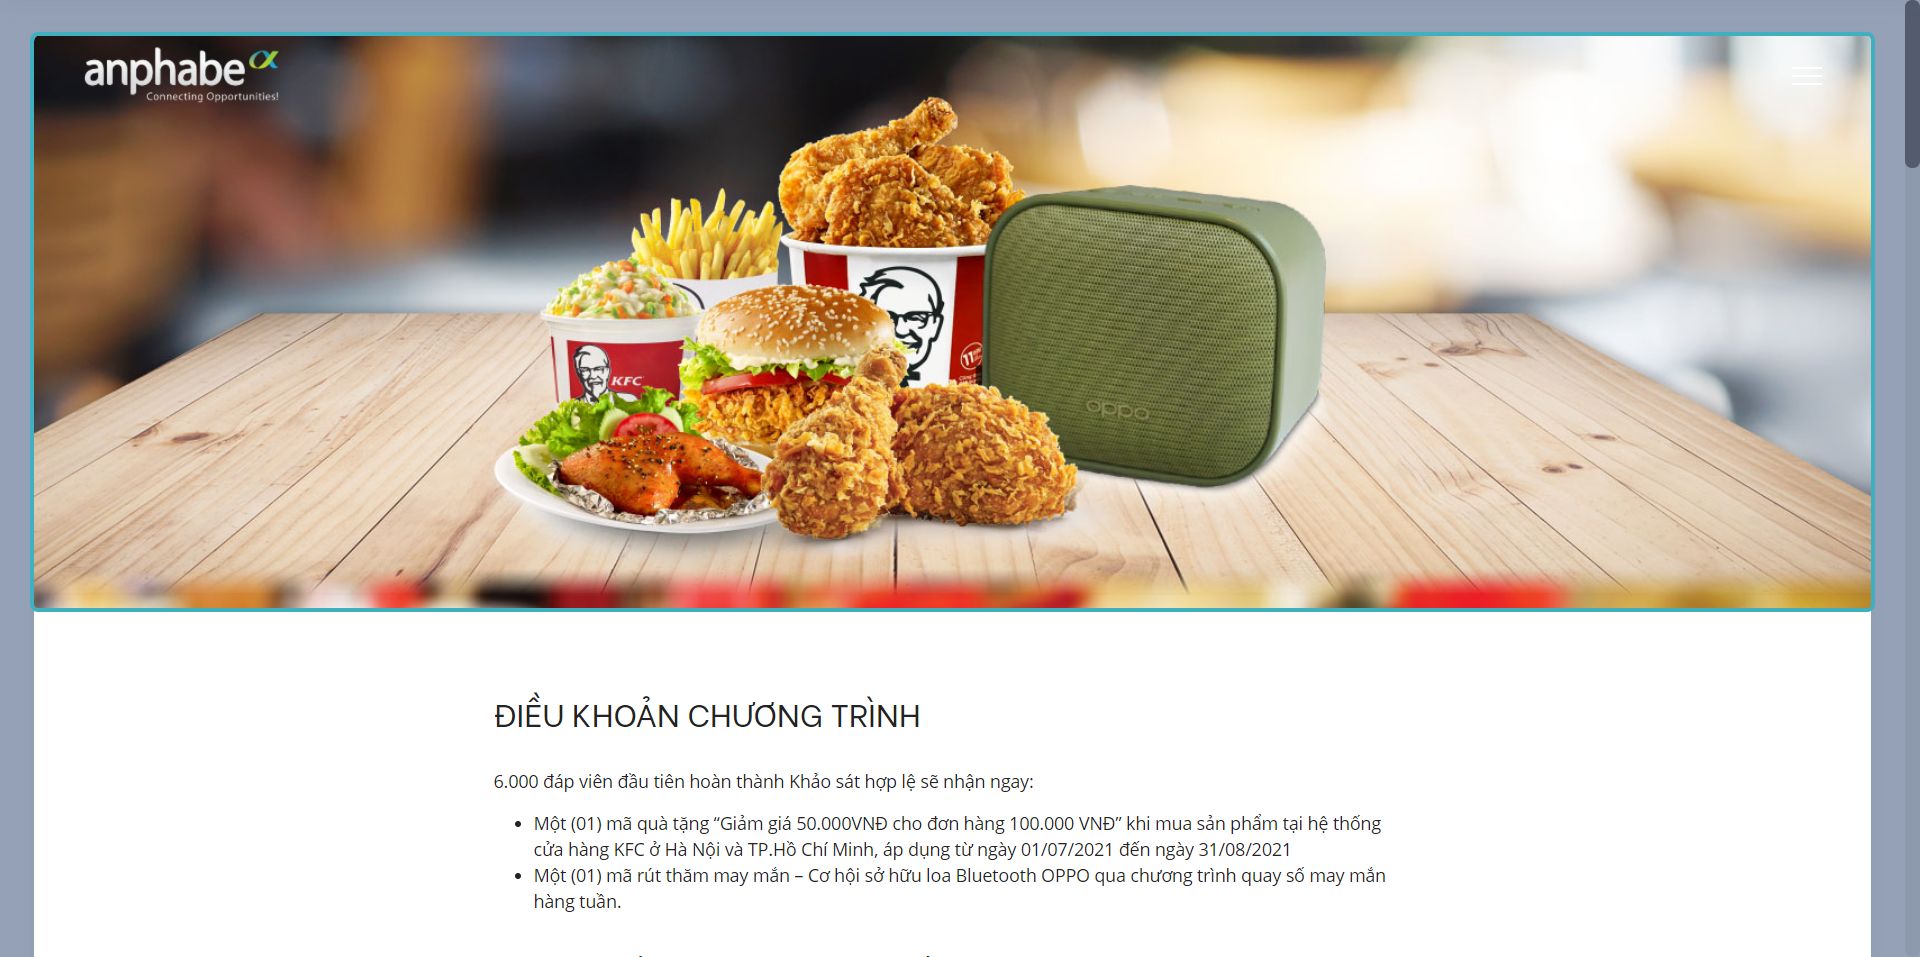 anphabe
Connecting Opportunities!
KFC
11
oppo
ĐIỀU KHOẢN CHƯƠNG TRÌNH
6.000 đáp viên đầu tiên hoàn thành Khảo sát hợp lệ sẽ nhận ngay:
Một (01) mã quà tặng “Giảm giá 50.000VNĐ cho đơn hàng 100.000 VNĐ” khi mua sản phẩm tại hệ thống
cửa hàng KFC ở Hà Nội và TP.Hồ Chí Minh, áp dụng từ ngày 01/07/2021 đến ngày 31/08/2021
Một (01) mã rút thăm may mắn – Cơ hội sở hữu loa Bluetooth OPPO qua chương trình quay số may mắn
hàng tuần.